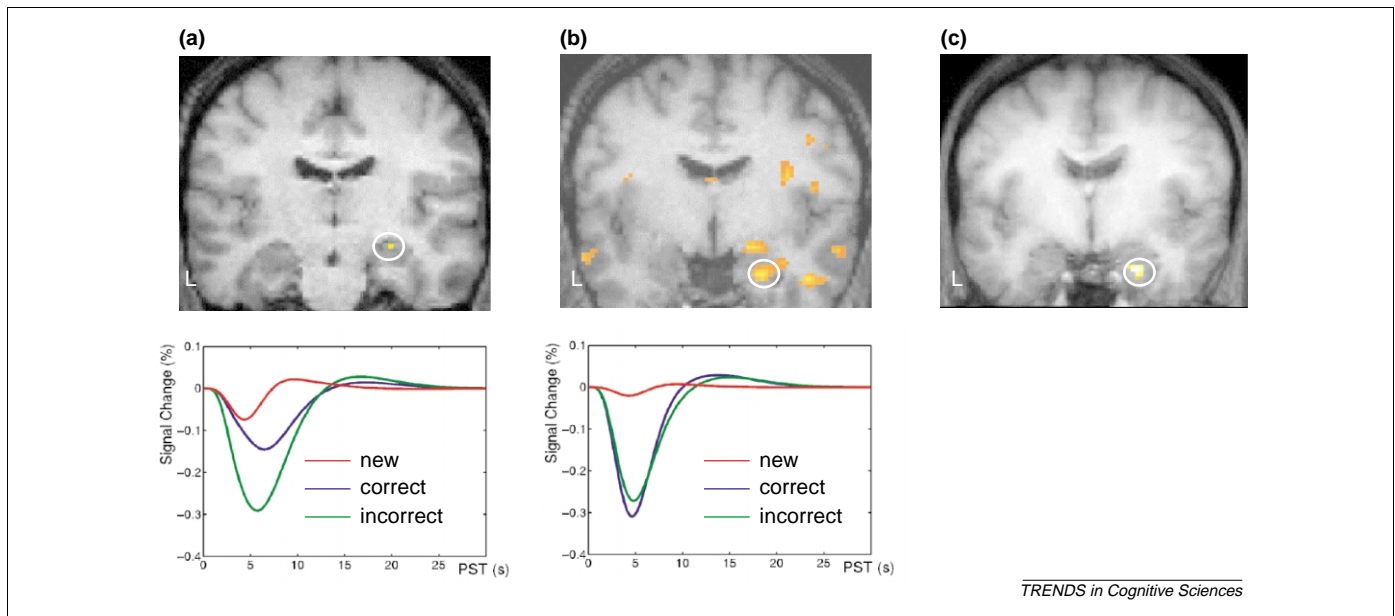 (a)
(b)
(c)
L
L
L
0.1
0
−0.1
−0.2
−0.3
−0.4
Signal Change (%)
new
correct
incorrect
0 5 10 15 20 25 PST (s)
0.1
0
−0.1
−0.2
−0.3
−0.4
Signal Change (%)
new
correct
incorrect
0 5 10 15 20 25 PST (s)
TRENDS in Cognitive Sciences